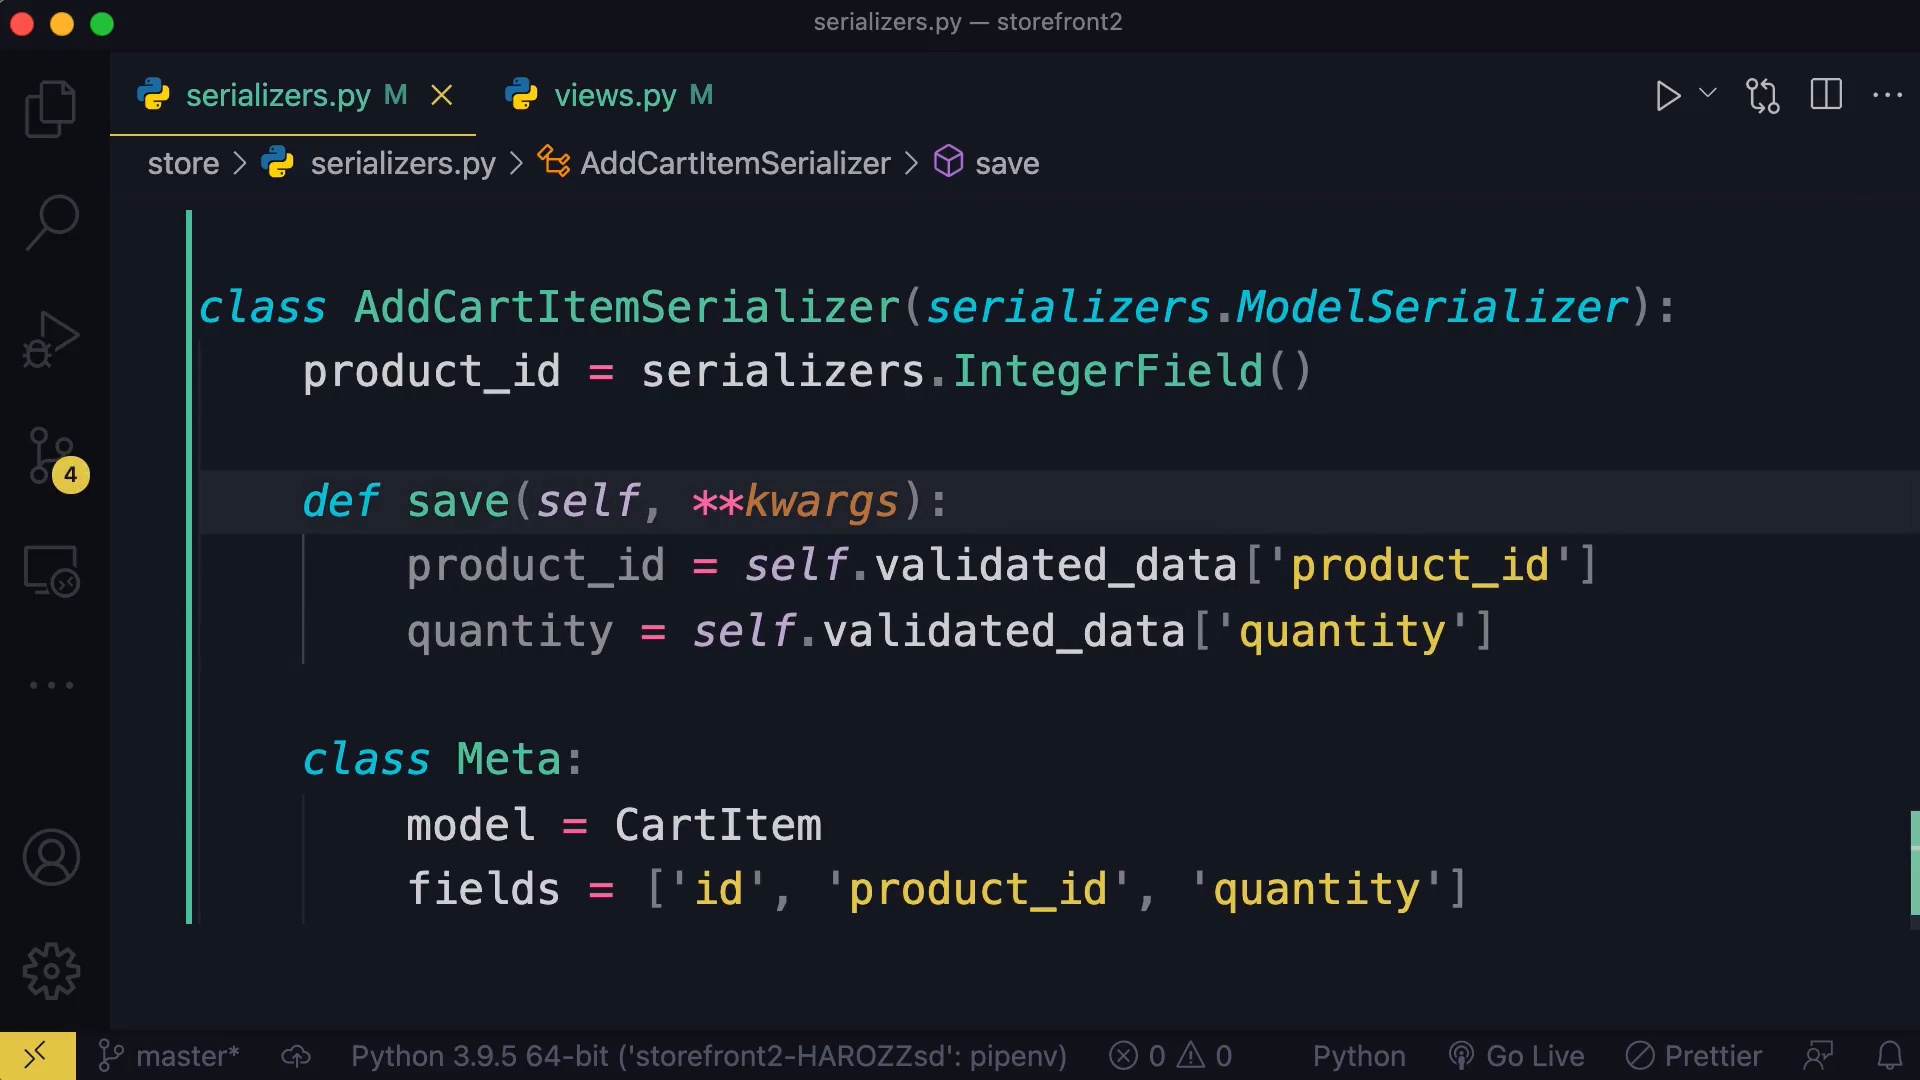 serializers.py — storefront2
serializers.py M views.py M
store > serializers.py > AddCartItemSerializer > save
class AddCartItemSerializer(serializers.ModelSerializer):
product_id = serializers.IntegerField()
def save(self, **kwargs):
product_id = self.validated_data['product_id']
quantity = self.validated_data['quantity']
class Meta:
model = CartItem
fields = ['id', 'product_id', 'quantity']
4
master* Python 3.9.5 64-bit ('storefront2-HAROZZsd': pipenv) 0 0 Python Go Live Prettier